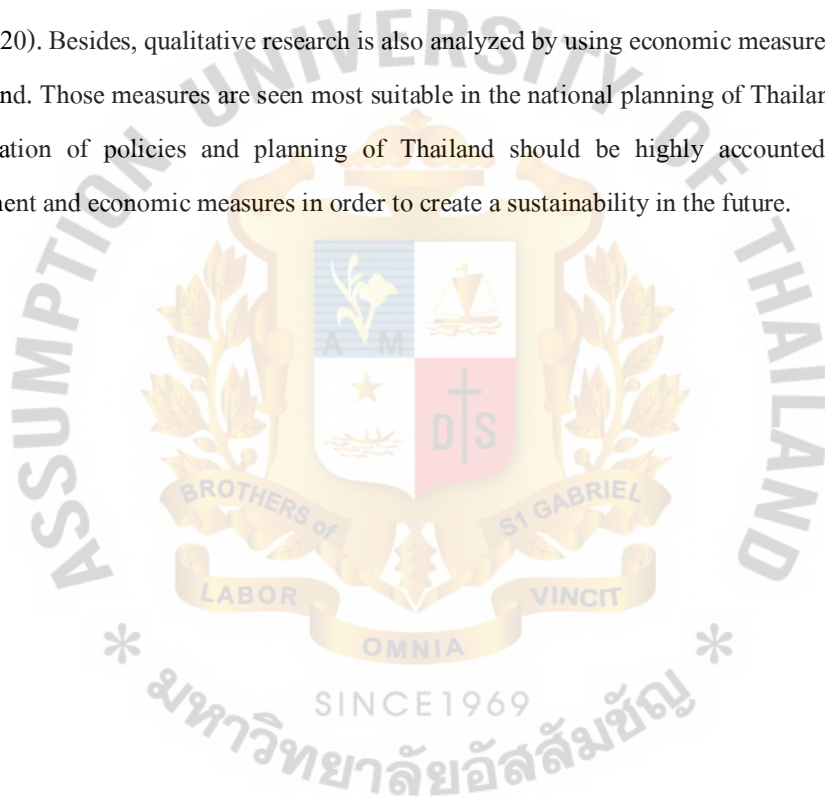 20). Besides, qualitative research is also analyzed by using economic measure
nd. Those measures are seen most suitable in the national planning of Thailan
ation of policies and planning of Thailand should be highly accounted
nent and economic measures in order to create a sustainability in the future.
ASSUMPTION UNIVERSITY OF THAILAND
A M
D S
BROTHERS of
S1 GABRIEL
LABOR
VINCIT
OMNIA
* *
SINCE1969
มหาวิทยาลัยอัสสัมชัญ